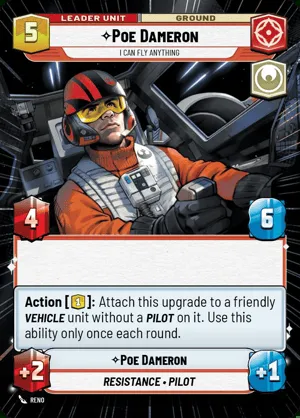 LEADER UNIT
GROUND
5
✧POE DAMERON
I CAN FLY ANYTHING
4
6
Action [1]: Attach this upgrade to a friendly
VEHICLE unit without a PILOT on it. Use this
ability only once each round.
✧POE DAMERON
+2
+1
RESISTANCE • PILOT
RENO